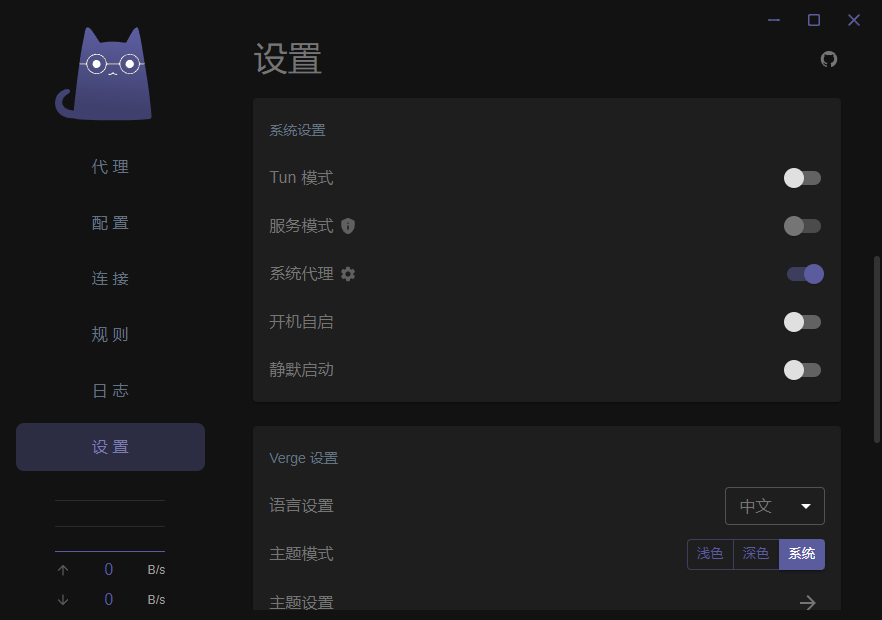 设置
代 理
配 置
连 接
规 则
日 志
设 置
0 B/s
0 B/s
系统设置
Tun 模式
服务模式
系统代理
开机自启
静默启动
Verge 设置
语言设置 中文
主题模式 浅色 深色 系统
主题设置